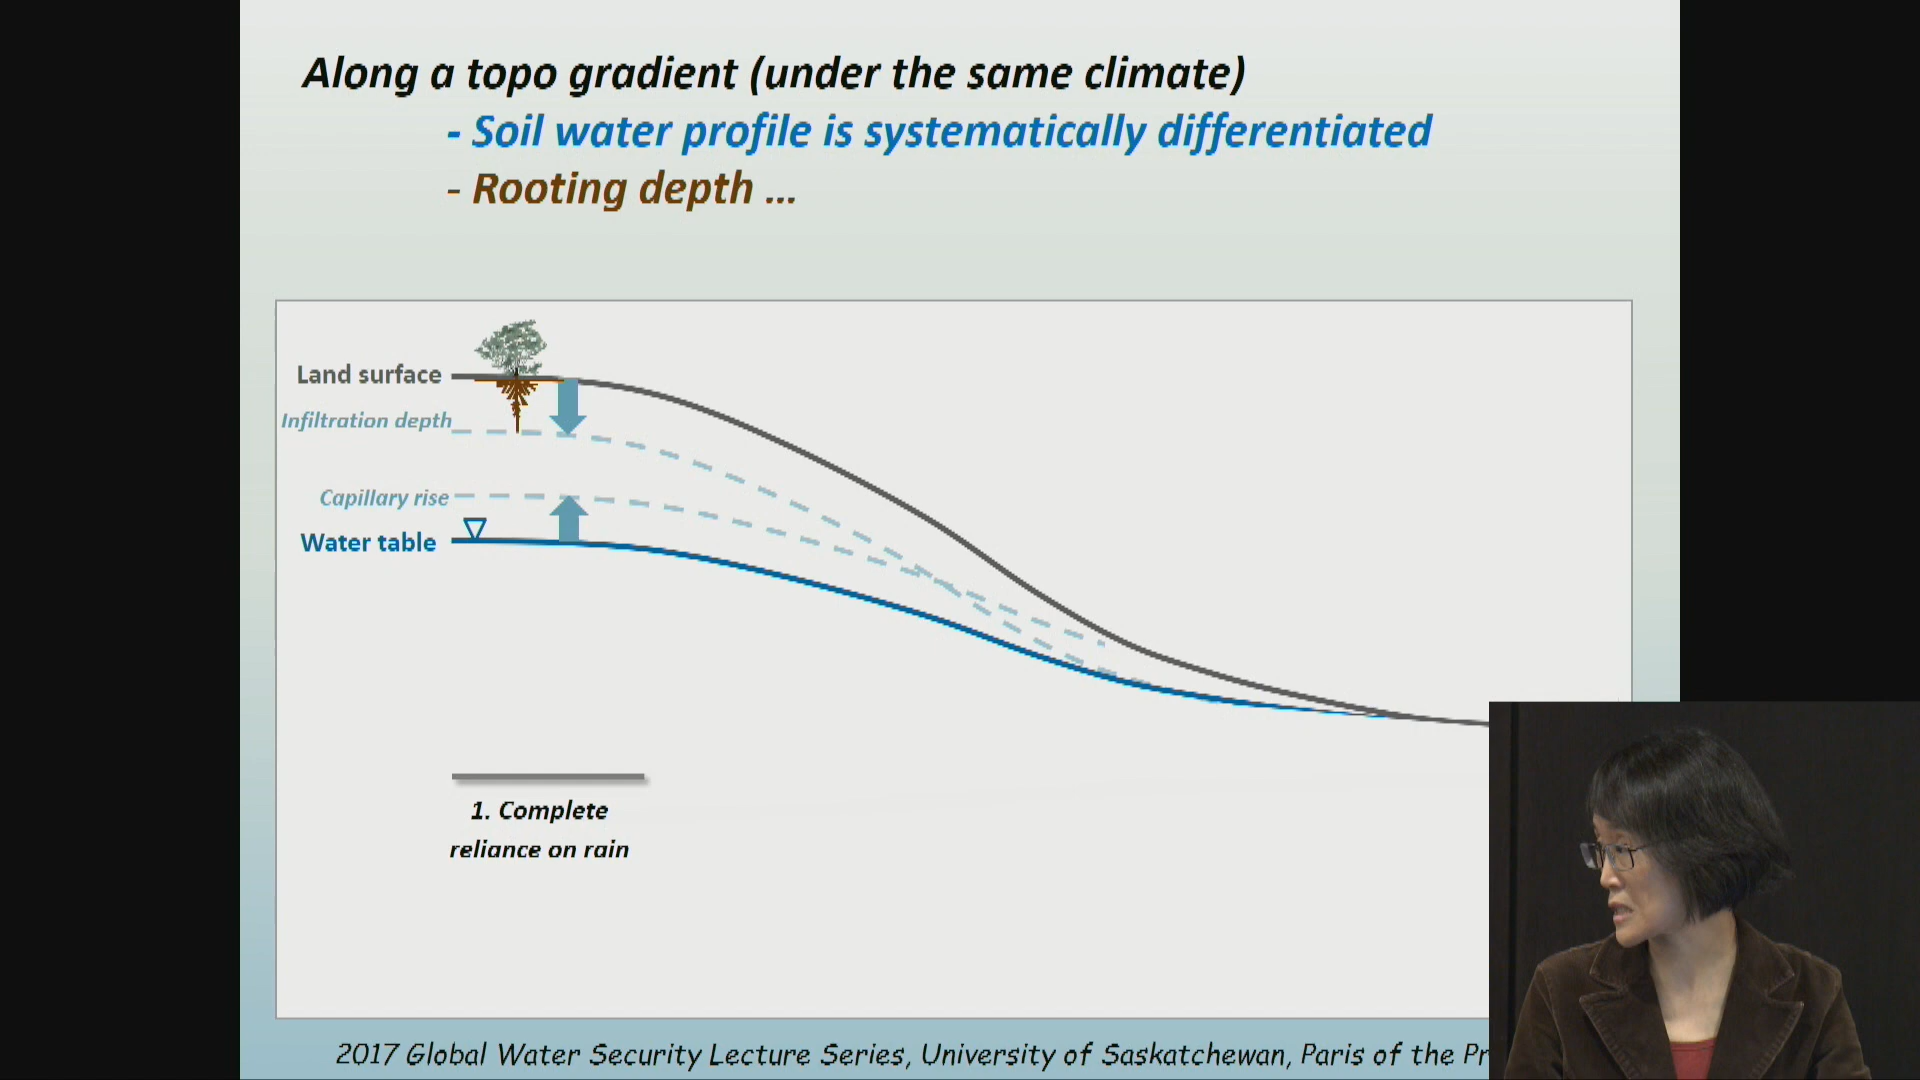 Along a topo gradient (under the same climate)
- Soil water profile is systematically differentiated
- Rooting depth ...
Land surface
Infiltration depth
Capillary rise
Water table
1. Complete
reliance on rain
2017 Global Water Security Lecture Series, University of Saskatchewan, Paris of the